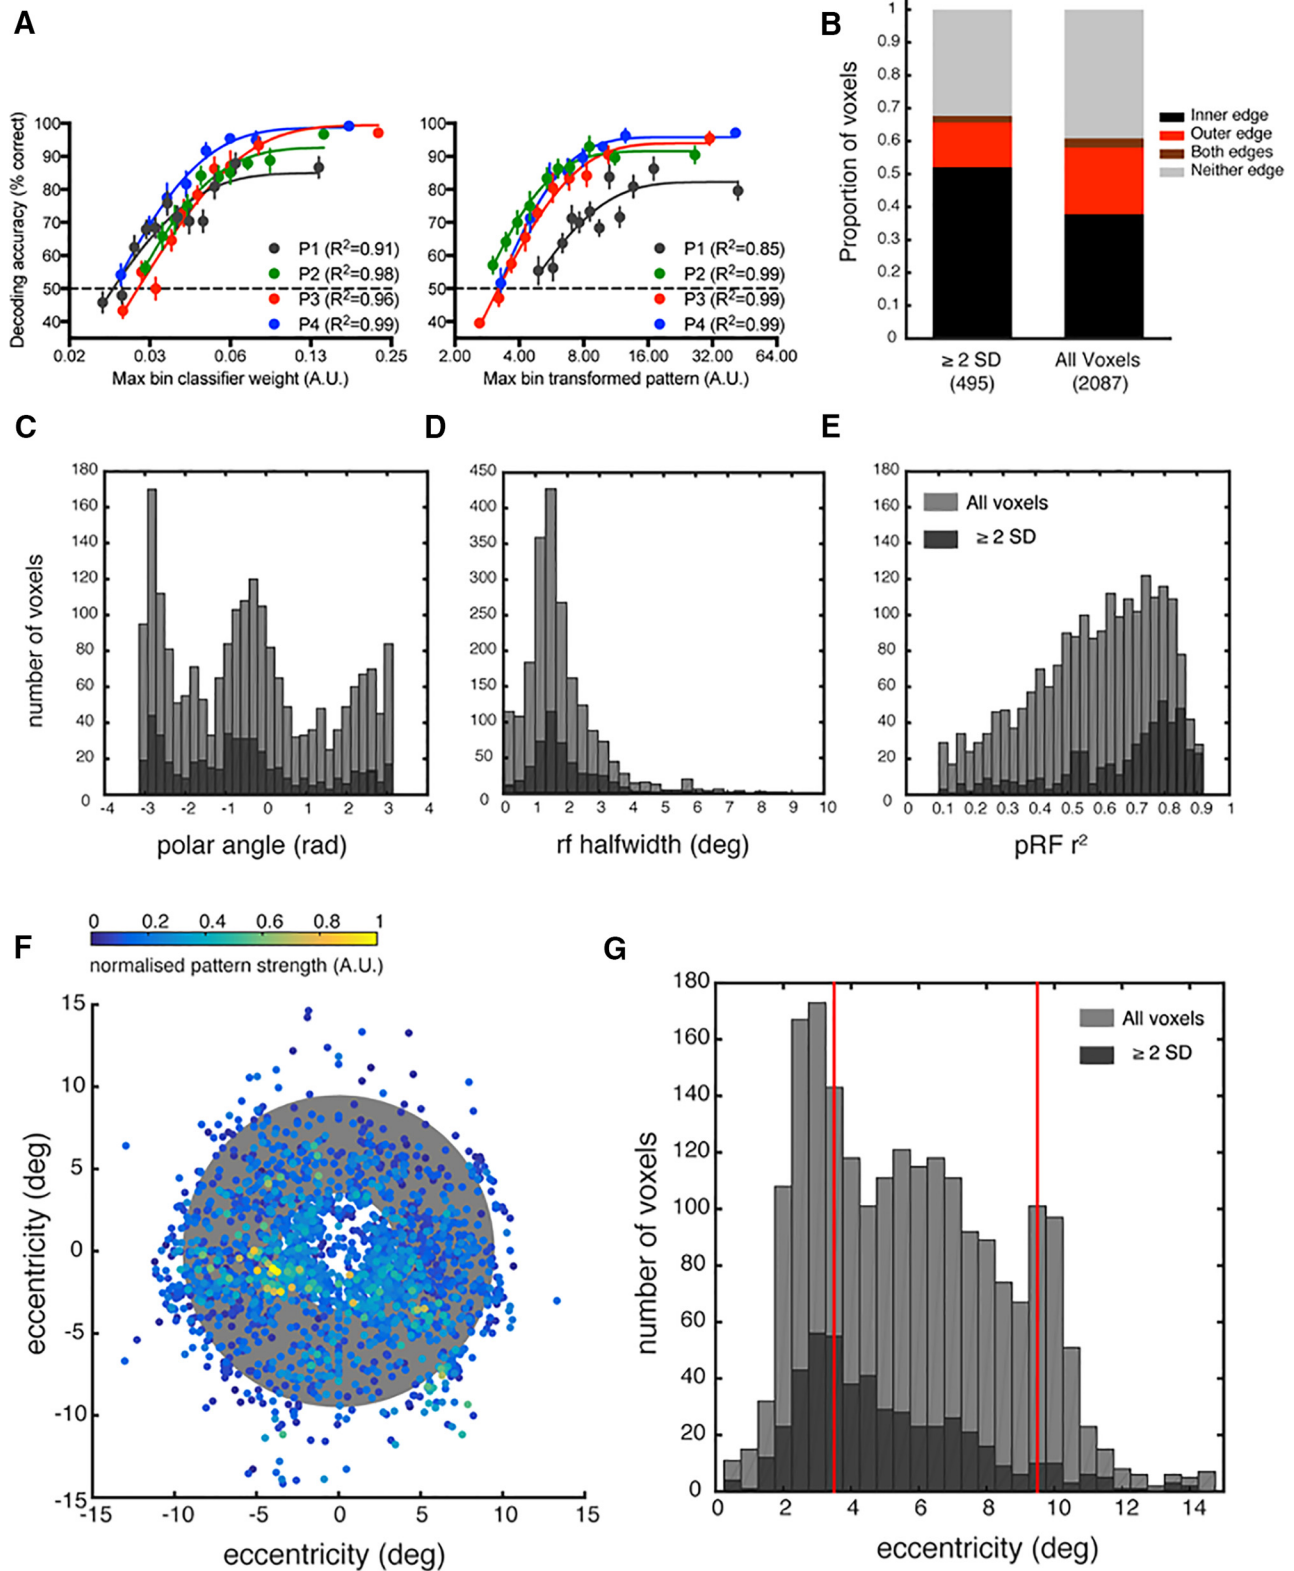 A
B
Decoding accuracy (% correct)
100
90
80
70
60
50
40
P1 (R²=0.91)
P2 (R²=0.98)
P3 (R²=0.96)
P4 (R²=0.99)
0.02 0.03 0.06 0.13 0.25
Max bin classifier weight (A.U.)
100
90
80
70
60
50
40
P1 (R²=0.85)
P2 (R²=0.99)
P3 (R²=0.99)
P4 (R²=0.99)
2.00 4.00 8.00 16.00 32.00 64.00
Max bin transformed pattern (A.U.)
Proportion of voxels
1
0.9
0.8
0.7
0.6
0.5
0.4
0.3
0.2
0.1
0
Inner edge
Outer edge
Both edges
Neither edge
≥ 2 SD All Voxels
(495) (2087)
C
D
E
number of voxels
180
160
140
120
100
80
60
40
20
0
-4 -3 -2 -1 0 1 2 3 4
polar angle (rad)
450
400
350
300
250
200
150
100
50
0
0 1 2 3 4 5 6 7 8 9 10
rf halfwidth (deg)
180
160
140
120
100
80
60
40
20
0
All voxels
≥ 2 SD
0 0.1 0.2 0.3 0.4 0.5 0.6 0.7 0.8 0.9 1
pRF r²
F
0 0.2 0.4 0.6 0.8 1
normalised pattern strength (A.U.)
eccentricity (deg)
15
10
5
0
-5
-10
-15
-15 -10 -5 0 5 10 15
eccentricity (deg)
G
number of voxels
180
160
140
120
100
80
60
40
20
0
All voxels
≥ 2 SD
0 2 4 6 8 10 12 14
eccentricity (deg)